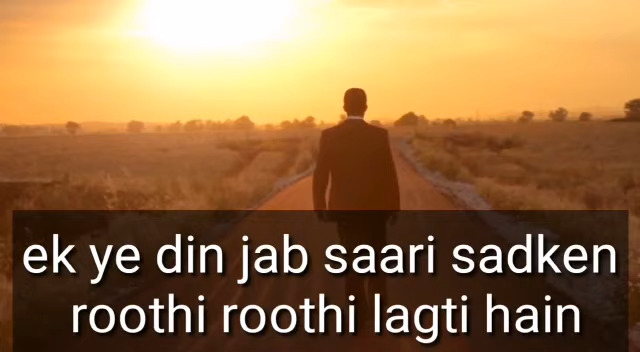 ek ye din jab saari sadken
roothi roothi lagti hain